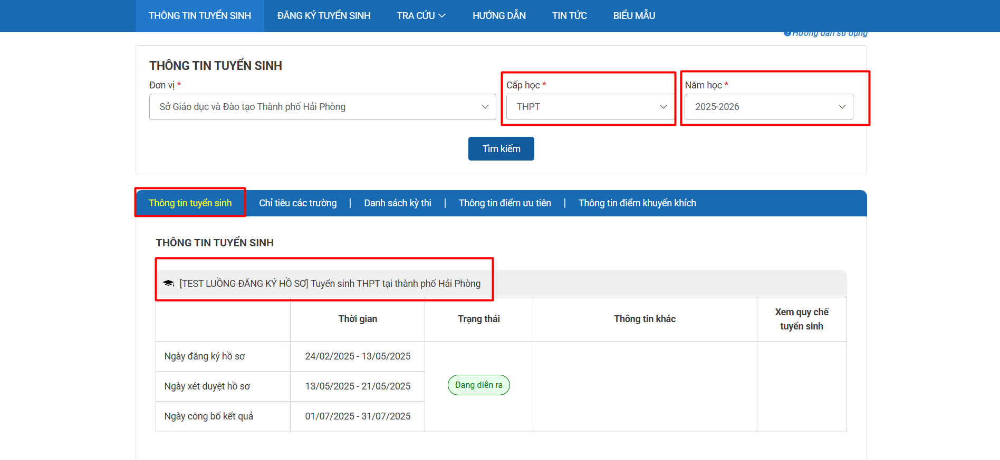 THÔNG TIN TUYỂN SINH ĐĂNG KÝ TUYỂN SINH TRA CỨU HƯỚNG DẪN TIN TỨC BIỂU MẪU
Hướng dẫn sử dụng
THÔNG TIN TUYỂN SINH
Đơn vị * Cấp học * Năm học *
Sở Giáo dục và Đào tạo Thành phố Hải Phòng THPT 2025-2026
Tìm kiếm
Thông tin tuyển sinh Chỉ tiêu các trường | Danh sách kỳ thi | Thông tin điểm ưu tiên | Thông tin điểm khuyến khích
THÔNG TIN TUYỂN SINH
[TEST LUỒNG ĐĂNG KÝ HỒ SƠ] Tuyển sinh THPT tại thành phố Hải Phòng
Thời gian Trạng thái Thông tin khác Xem quy chế
tuyển sinh
Ngày đăng ký hồ sơ 24/02/2025 - 13/05/2025
Ngày xét duyệt hồ sơ 13/05/2025 - 21/05/2025 Đang diễn ra
Ngày công bố kết quả 01/07/2025 - 31/07/2025